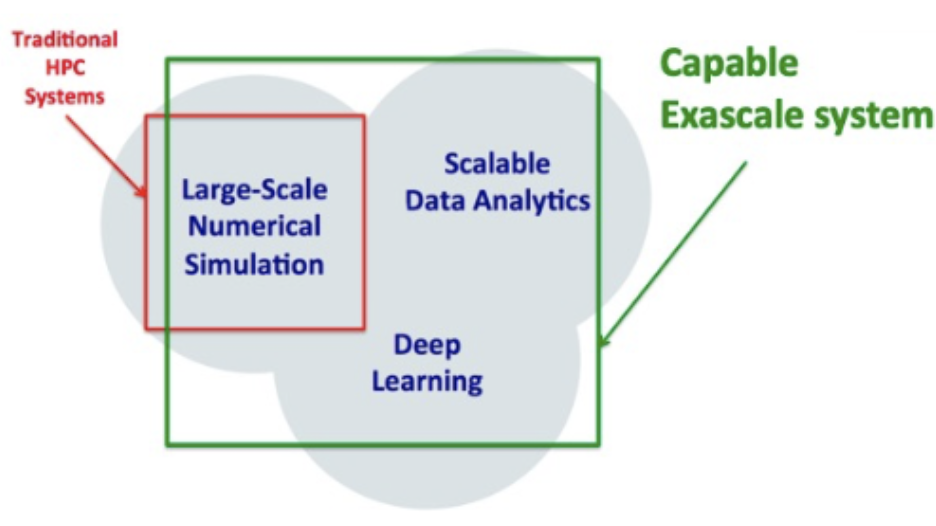 Traditional
HPC
Systems
Capable
Exascale system
Large-Scale
Numerical
Simulation
Scalable
Data Analytics
Deep
Learning